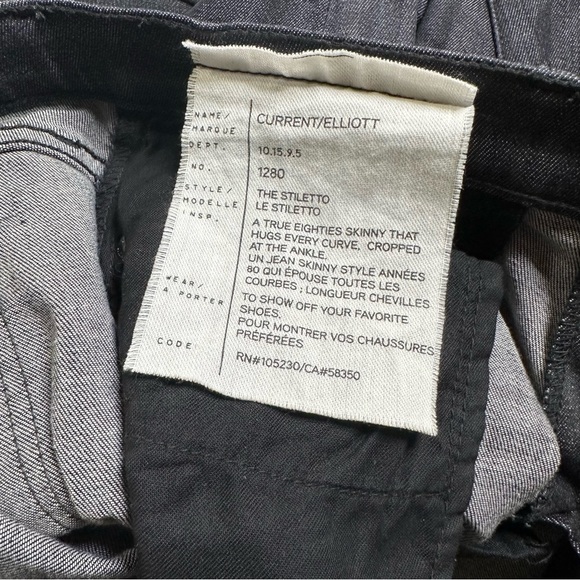 NAME/ CURRENT/ELLIOTT
MARQUE
DEPT. 10.15.9.5
NO. 1280
STYLE/ THE STILETTO
MODELLE LE STILETTO
INSP. A TRUE EIGHTIES SKINNY THAT
HUGS EVERY CURVE, CROPPED
AT THE ANKLE.
UN JEAN SKINNY STYLE ANNÉES
80 QUI ÉPOUSE TOUTES LES
COURBES ; LONGUEUR CHEVILLES
WEAR/ TO SHOW OFF YOUR FAVORITE
A PORTER SHOES.
POUR MONTRER VOS CHAUSSURES
PRÉFÉRÉES
CODE: RN#105230/CA#58350